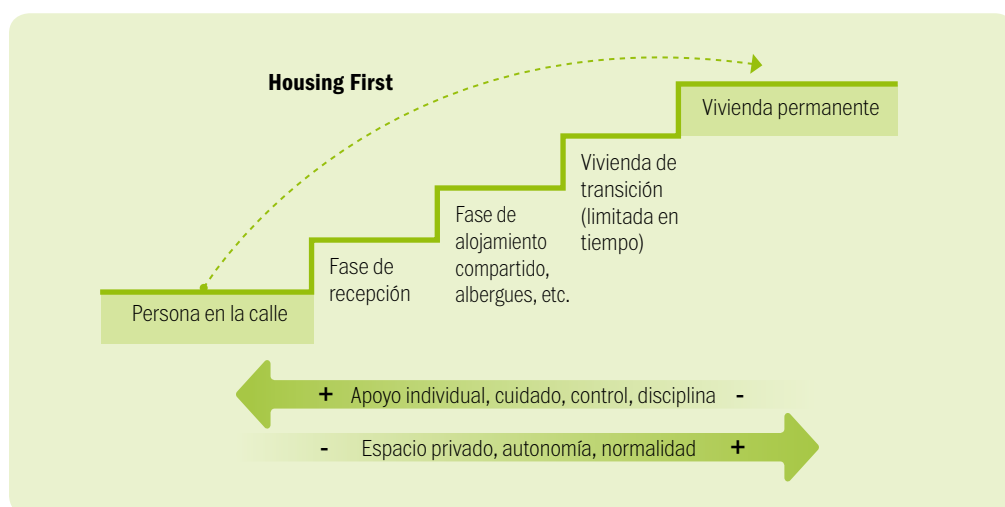 Housing First
Vivienda permanente
Vivienda de
transición
(limitada en
tiempo)
Fase de
alojamiento
compartido,
albergues, etc.
Fase de
recepción
Persona en la calle
+ Apoyo individual, cuidado, control, disciplina -
- Espacio privado, autonomía, normalidad +